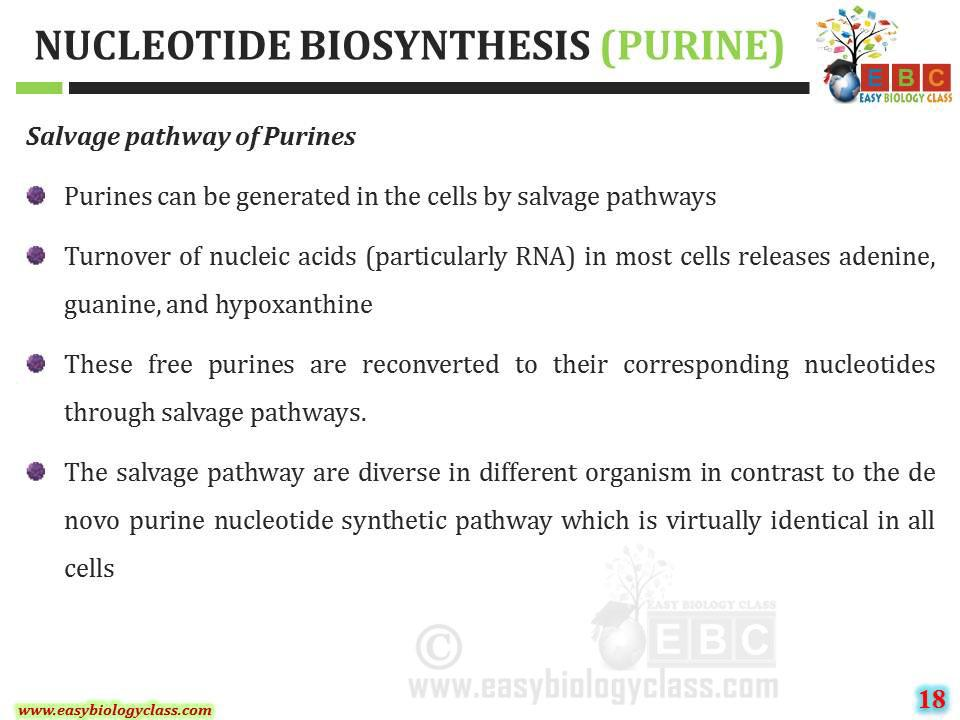 NUCLEOTIDE BIOSYNTHESIS (PURINE)
E B C
EASY BIOLOGY CLASS
Salvage pathway of Purines
Purines can be generated in the cells by salvage pathways
Turnover of nucleic acids (particularly RNA) in most cells releases adenine,
guanine, and hypoxanthine
These free purines are reconverted to their corresponding nucleotides
through salvage pathways.
The salvage pathway are diverse in different organism in contrast to the de
novo purine nucleotide synthetic pathway which is virtually identical in all
cells
EASY BIOLOGY CLASS
© E B C
www.easybiologyclass.com
www.easybiologyclass.com
18